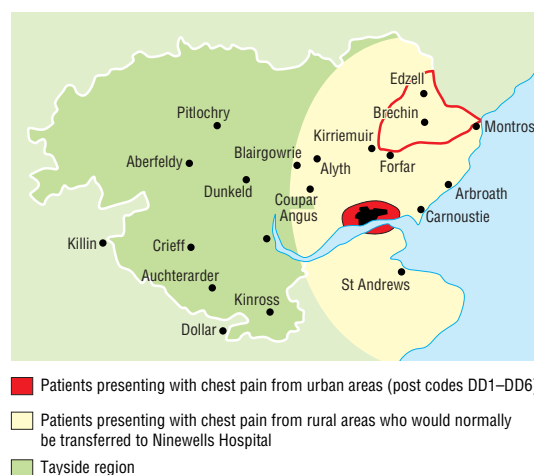 Edzell
Brechin
Pitlochry
Montros
Kirriemuir
Blairgowrie
Aberfeldy
Alyth
Forfar
Dunkeld
Coupar
Angus
Arbroath
Carnoustie
Killin
Crieff
St Andrews
Auchterarder
Kinross
Dollar
Patients presenting with chest pain from urban areas (post codes DD1–DD6)
Patients presenting with chest pain from rural areas who would normally
be transferred to Ninewells Hospital
Tayside region